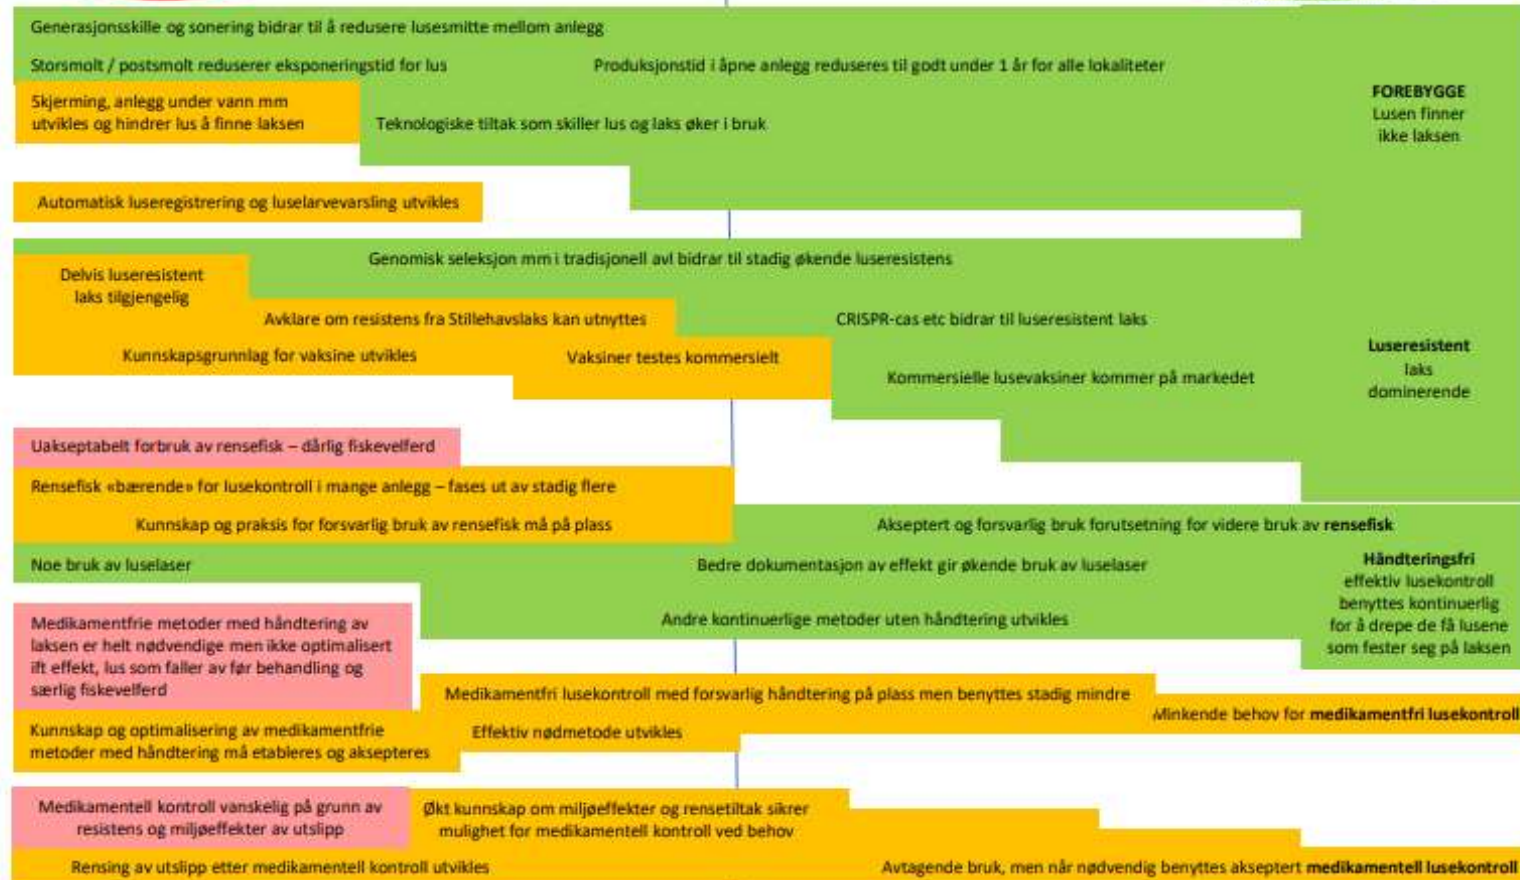 Generasjonsskille og sonering bidrar til å redusere lusesmitte mellom anlegg
Storsmolt / postsmolt reduserer eksponeringstid for lus
Produksjonstid i åpne anlegg reduseres til godt under 1 år for alle lokaliteter
Skjerming, anlegg under vann mm
utvikles og hindrer lus å finne laksen
Teknologiske tiltak som skiller lus og laks øker i bruk
FOREBYGGE
Lusen finner
ikke laksen
Automatisk luseregistrering og luselarvevarsling utvikles
Genomisk seleksjon mm i tradisjonell avl bidrar til stadig økende luseresistens
Delvis luseresistent
laks tilgjengelig
Avklare om resistens fra Stillehavslaks kan utnyttes
CRISPR-cas etc bidrar til luseresistent laks
Kunnskapsgrunnlag for vaksine utvikles
Vaksiner testes kommersielt
Kommersielle lusevaksiner kommer på markedet
Luseresistent
laks
dominerende
Uakseptabelt forbruk av rensefisk – dårlig fiskevelferd
Rensefisk «bærende» for lusekontroll i mange anlegg – fases ut av stadig flere
Kunnskap og praksis for forsvarlig bruk av rensefisk må på plass
Akseptert og forsvarlig bruk forutsetning for videre bruk av rensefisk
Noe bruk av luselaser
Bedre dokumentasjon av effekt gir økende bruk av luselaser
Andre kontinuerlige metoder uten håndtering utvikles
Håndteringsfri
effektiv lusekontroll
benyttes kontinuerlig
for å drepe de få lusene
som fester seg på laksen
Medikamentfrie metoder med håndtering av
laksen er helt nødvendige men ikke optimalisert
ift effekt, lus som faller av før behandling og
særlig fiskevelferd
Medikamentfri lusekontroll med forsvarlig håndtering på plass men benyttes stadig mindre
Minkende behov for medikamentfri lusekontroll
Kunnskap og optimalisering av medikamentfrie
metoder med håndtering må etableres og aksepteres
Effektiv nødmetode utvikles
Medikamentell kontroll vanskelig på grunn av
resistens og miljøeffekter av utslipp
Økt kunnskap om miljøeffekter og rensetiltak sikrer
mulighet for medikamentell kontroll ved behov
Rensing av utslipp etter medikamentell kontroll utvikles
Avtagende bruk, men når nødvendig benyttes akseptert medikamentell lusekontroll